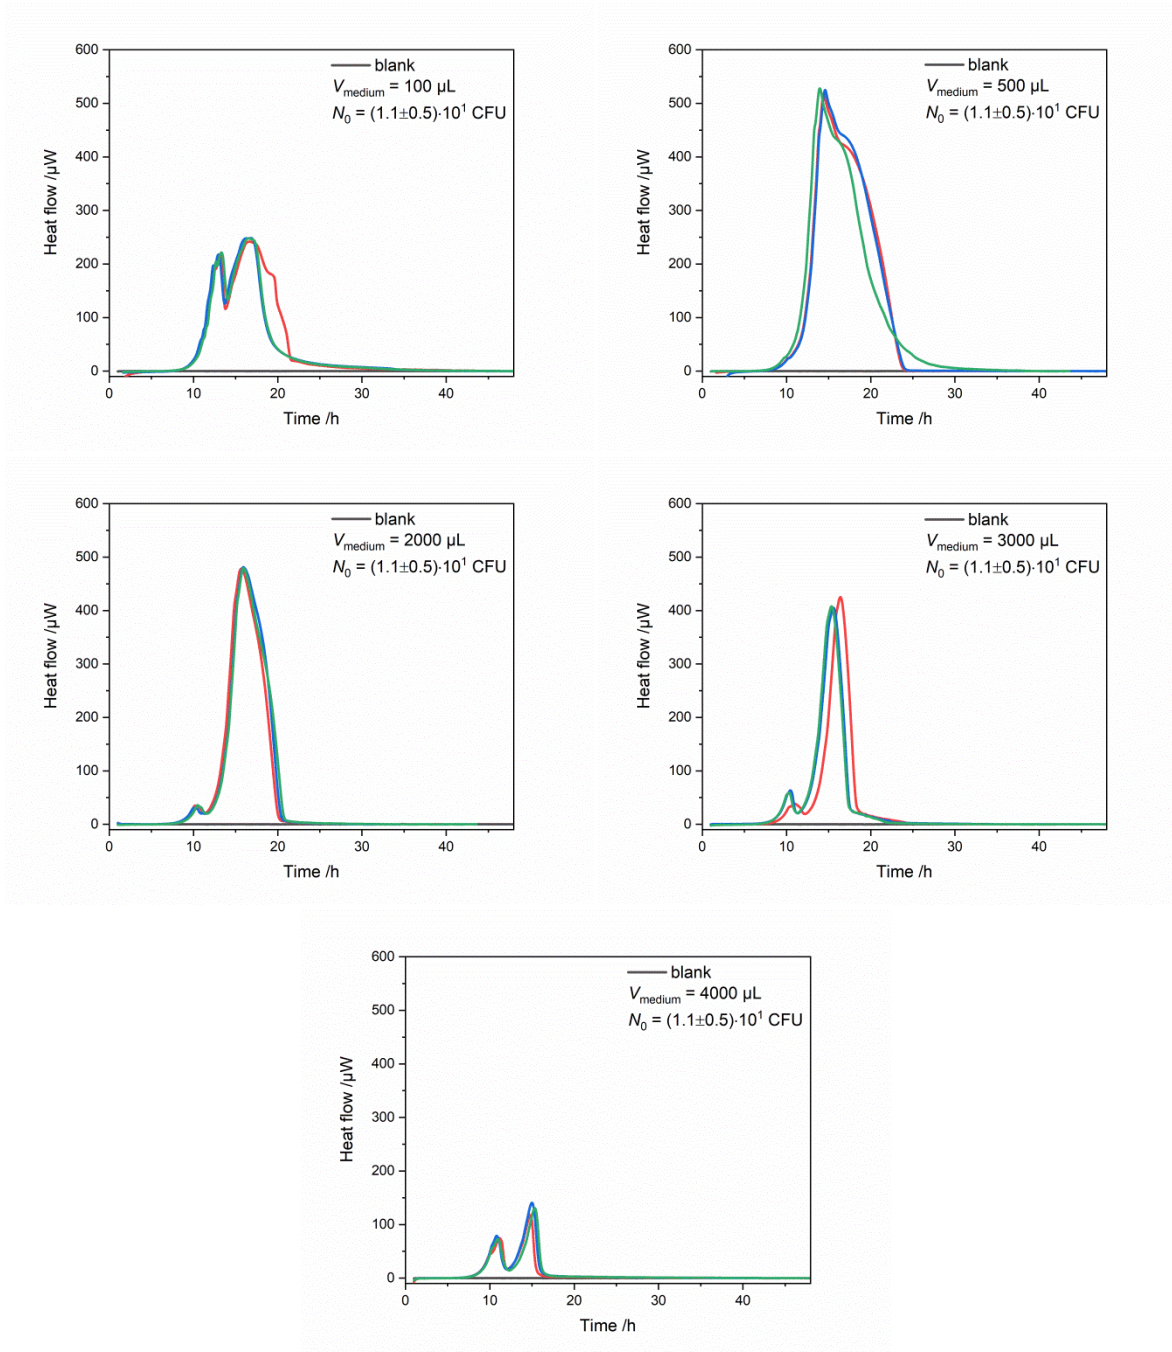 600
500
400
300
200
100
0
Heat flow /µW
0 10 20 30 40
Time /h
blank
Vmedium = 100 µL
N0 = (1.1±0.5)·10¹ CFU
600
500
400
300
200
100
0
Heat flow /µW
0 10 20 30 40
Time /h
blank
Vmedium = 500 µL
N0 = (1.1±0.5)·10¹ CFU
600
500
400
300
200
100
0
Heat flow /µW
0 10 20 30 40
Time /h
blank
Vmedium = 2000 µL
N0 = (1.1±0.5)·10¹ CFU
600
500
400
300
200
100
0
Heat flow /µW
0 10 20 30 40
Time /h
blank
Vmedium = 3000 µL
N0 = (1.1±0.5)·10¹ CFU
600
500
400
300
200
100
0
Heat flow /µW
0 10 20 30 40
Time /h
blank
Vmedium = 4000 µL
N0 = (1.1±0.5)·10¹ CFU